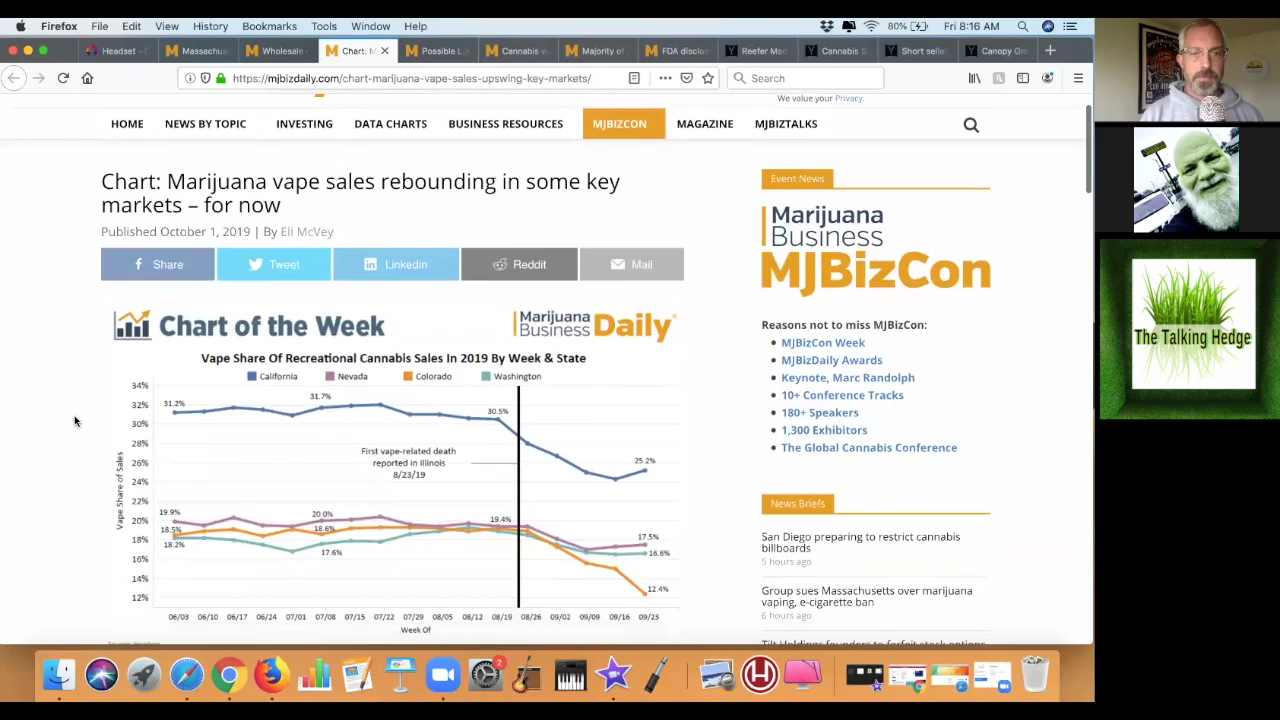 Firefox File Edit View History Bookmarks Tools Window Help 80% Fri 8:16 AM
Headset – Massachu Wholesale Chart: M Possible L Cannabis v Majority of FDA disclo Reefer Mad Cannabis S Short selle Canopy Gr
https://mjbizdaily.com/chart-marijuana-vape-sales-upswing-key-markets/ Search
We value your Privacy.
HOME NEWS BY TOPIC INVESTING DATA CHARTS BUSINESS RESOURCES MJBIZCON MAGAZINE MJBIZTALKS
Chart: Marijuana vape sales rebounding in some key
markets – for now
Published October 1, 2019 | By Eli McVey
Share Tweet Linkedin Reddit Mail
Chart of the Week
Marijuana
Business Daily
Vape Share Of Recreational Cannabis Sales In 2019 By Week & State
California Nevada Colorado Washington
34%
32%
30%
28%
26%
24%
22%
20%
18%
16%
14%
12%
Vape Share of Sales
31.2% 31.7% 30.5% 25.2%
First vape-related death
reported in Illinois
8/23/19
19.9% 20.0% 19.4% 17.5%
18.5% 18.6% 12.4%
18.2% 17.6% 16.6%
06/03 06/10 06/17 06/24 07/01 07/08 07/15 07/22 07/29 08/05 08/12 08/19 08/26 09/02 09/09 09/16 09/23
Week Of
Event News
Marijuana
Business
MJBizCon
Reasons not to miss MJBizCon:
MJBizCon Week
MJBizDaily Awards
Keynote, Marc Randolph
10+ Conference Tracks
180+ Speakers
1,300 Exhibitors
The Global Cannabis Conference
News Briefs
San Diego preparing to restrict cannabis
billboards
5 hours ago
Group sues Massachusetts over marijuana
vaping, e-cigarette ban
6 hours ago
Tilt Holdings founders to forfeit stock options
The Talking Hedge
2